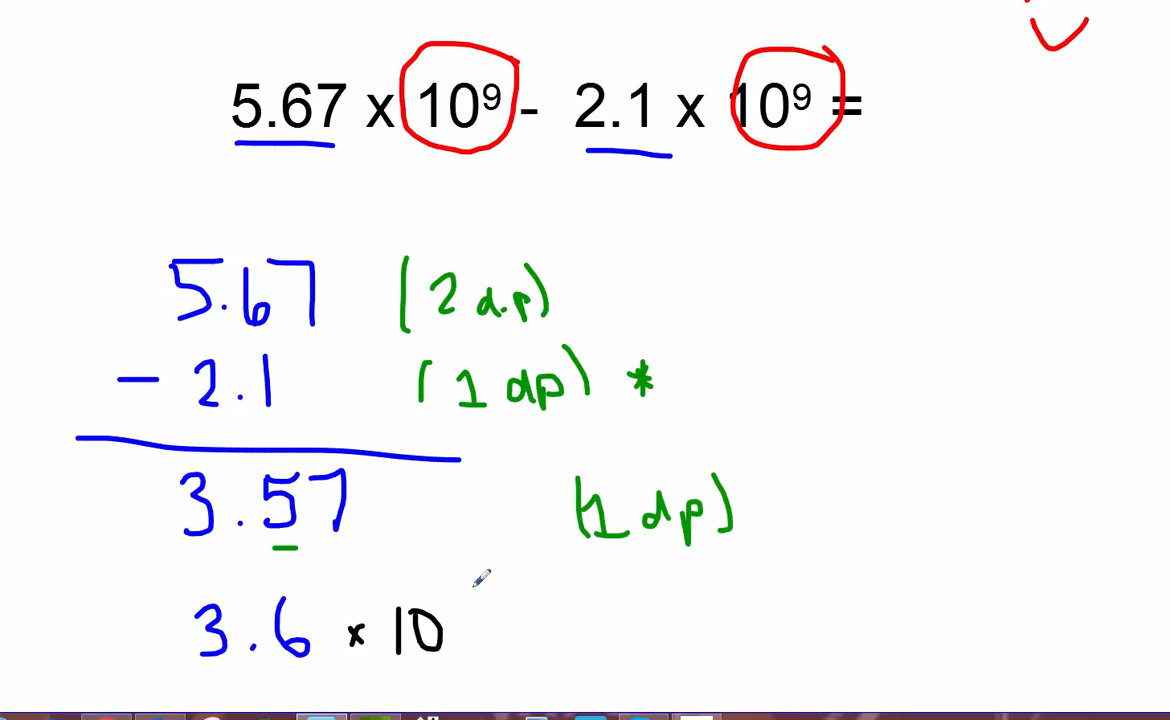 5.67 x 10⁹ - 2.1 x 10⁹ =
5.67 (2 d.p)
- 2.1 (1 dp) *
3.57 (1 dp)
3.6 × 10